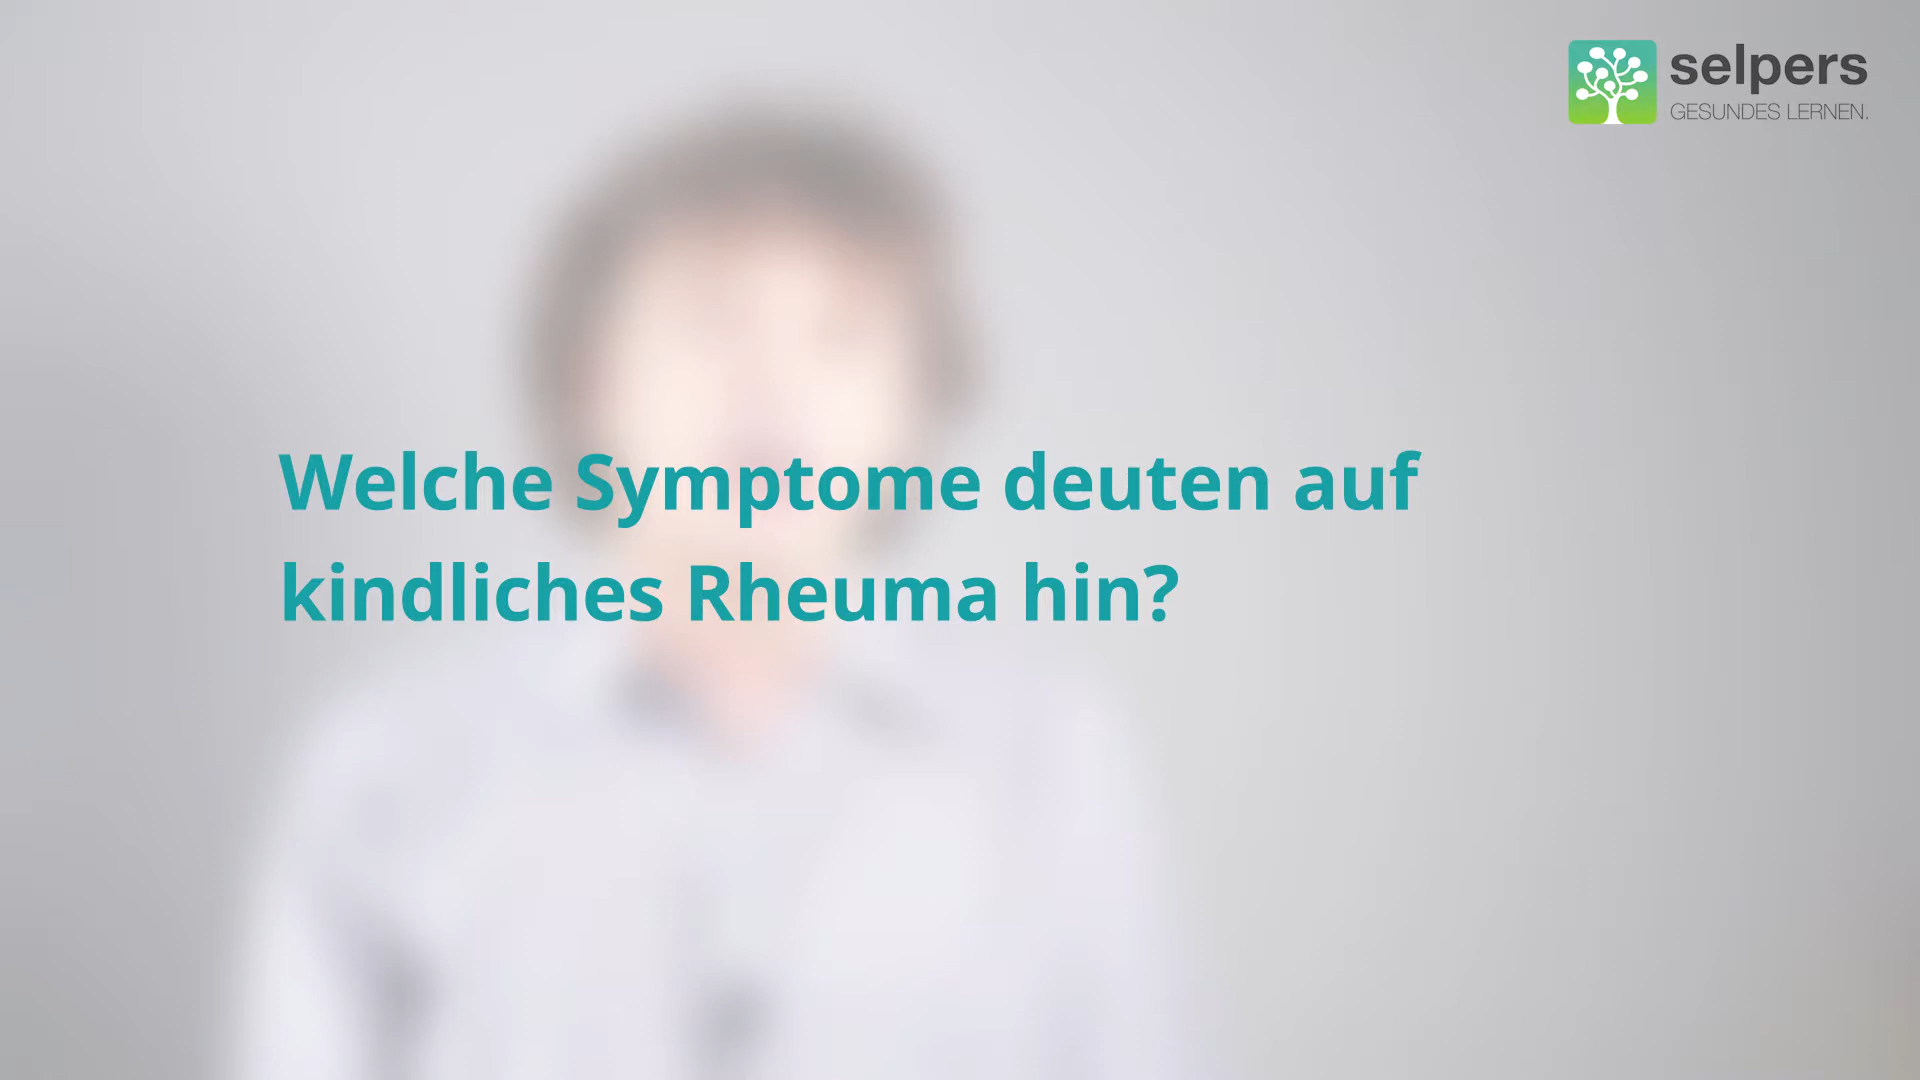 selpers
GESUNDES LERNEN.
Welche Symptome deuten auf
kindliches Rheuma hin?